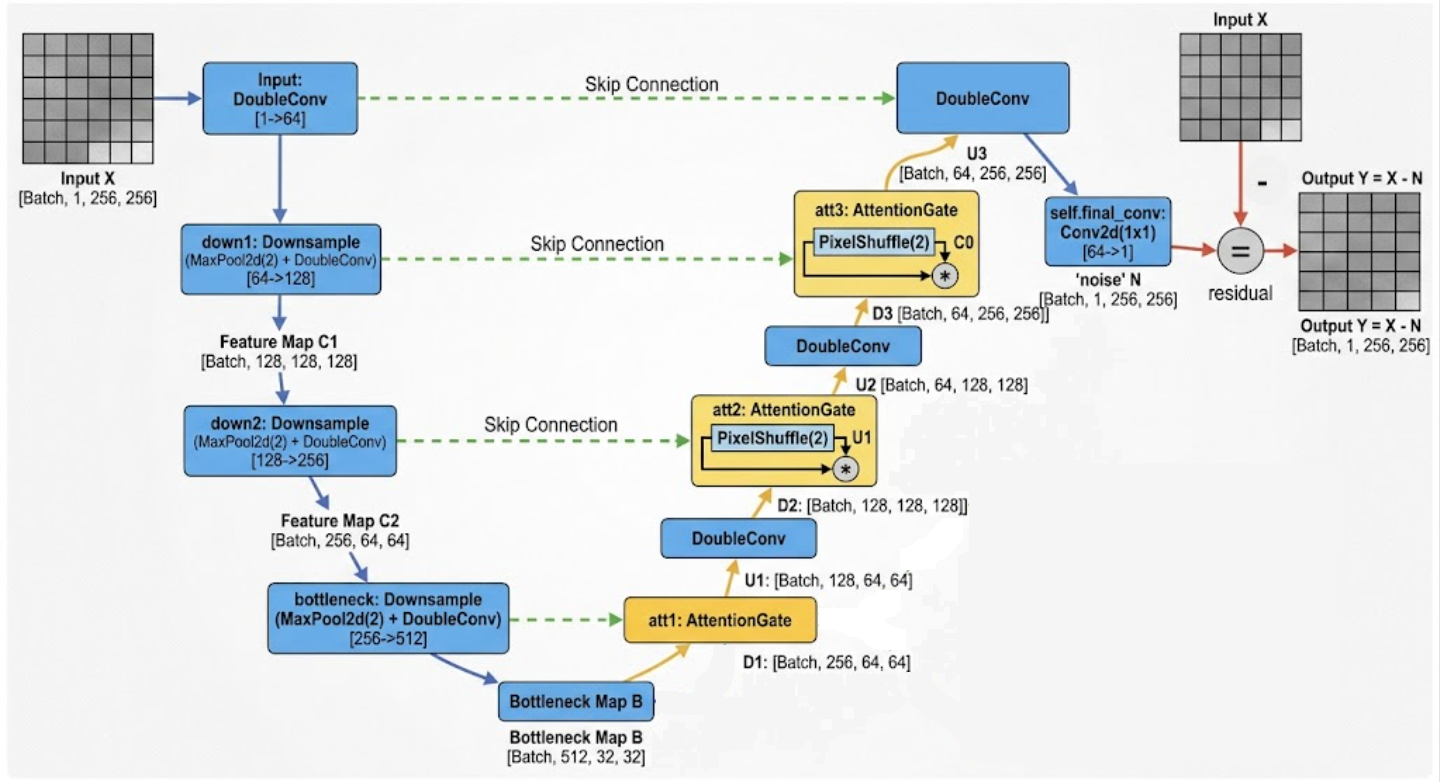 Input X
[Batch, 1, 256, 256]
Input:
DoubleConv
[1->64]
Skip Connection
DoubleConv
Input X
-
Output Y = X - N
=
residual
Output Y = X - N
[Batch, 1, 256, 256]
U3
[Batch, 64, 256, 256]
self.final_conv:
Conv2d(1x1)
[64->1]
'noise' N
[Batch, 1, 256, 256]
down1: Downsample
(MaxPool2d(2) + DoubleConv)
[64->128]
Skip Connection
att3: AttentionGate
PixelShuffle(2)
C0
*
D3 [Batch, 64, 256, 256]]
Feature Map C1
[Batch, 128, 128, 128]
DoubleConv
U2 [Batch, 64, 128, 128]
down2: Downsample
(MaxPool2d(2) + DoubleConv)
[128->256]
Skip Connection
att2: AttentionGate
PixelShuffle(2)
U1
*
D2: [Batch, 128, 128, 128]]
Feature Map C2
[Batch, 256, 64, 64]
DoubleConv
U1: [Batch, 128, 64, 64]
bottleneck: Downsample
(MaxPool2d(2) + DoubleConv)
[256->512]
att1: AttentionGate
D1: [Batch, 256, 64, 64]
Bottleneck Map B
Bottleneck Map B
[Batch, 512, 32, 32]